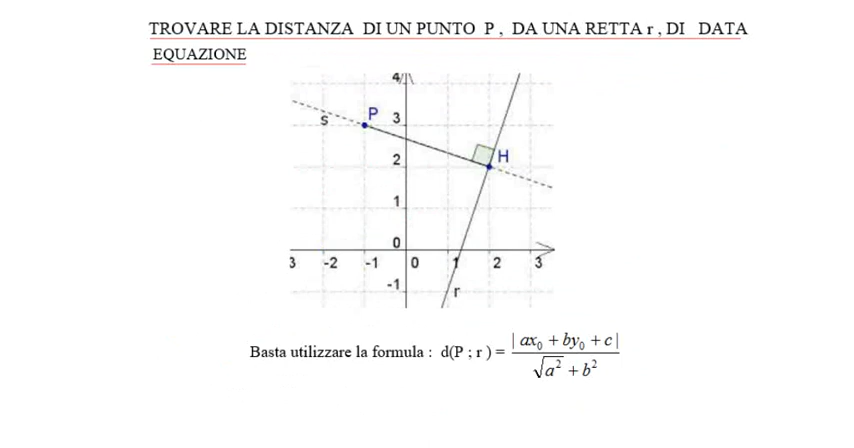 TROVARE LA DISTANZA DI UN PUNTO P , DA UNA RETTA r , DI DATA
EQUAZIONE
4
s P 3
2 H
1
0
3 -2 -1 0 1 2 3
-1 r
Basta utilizzare la formula : d(P ; r ) = | ax₀ + by₀ + c | / √a² + b²